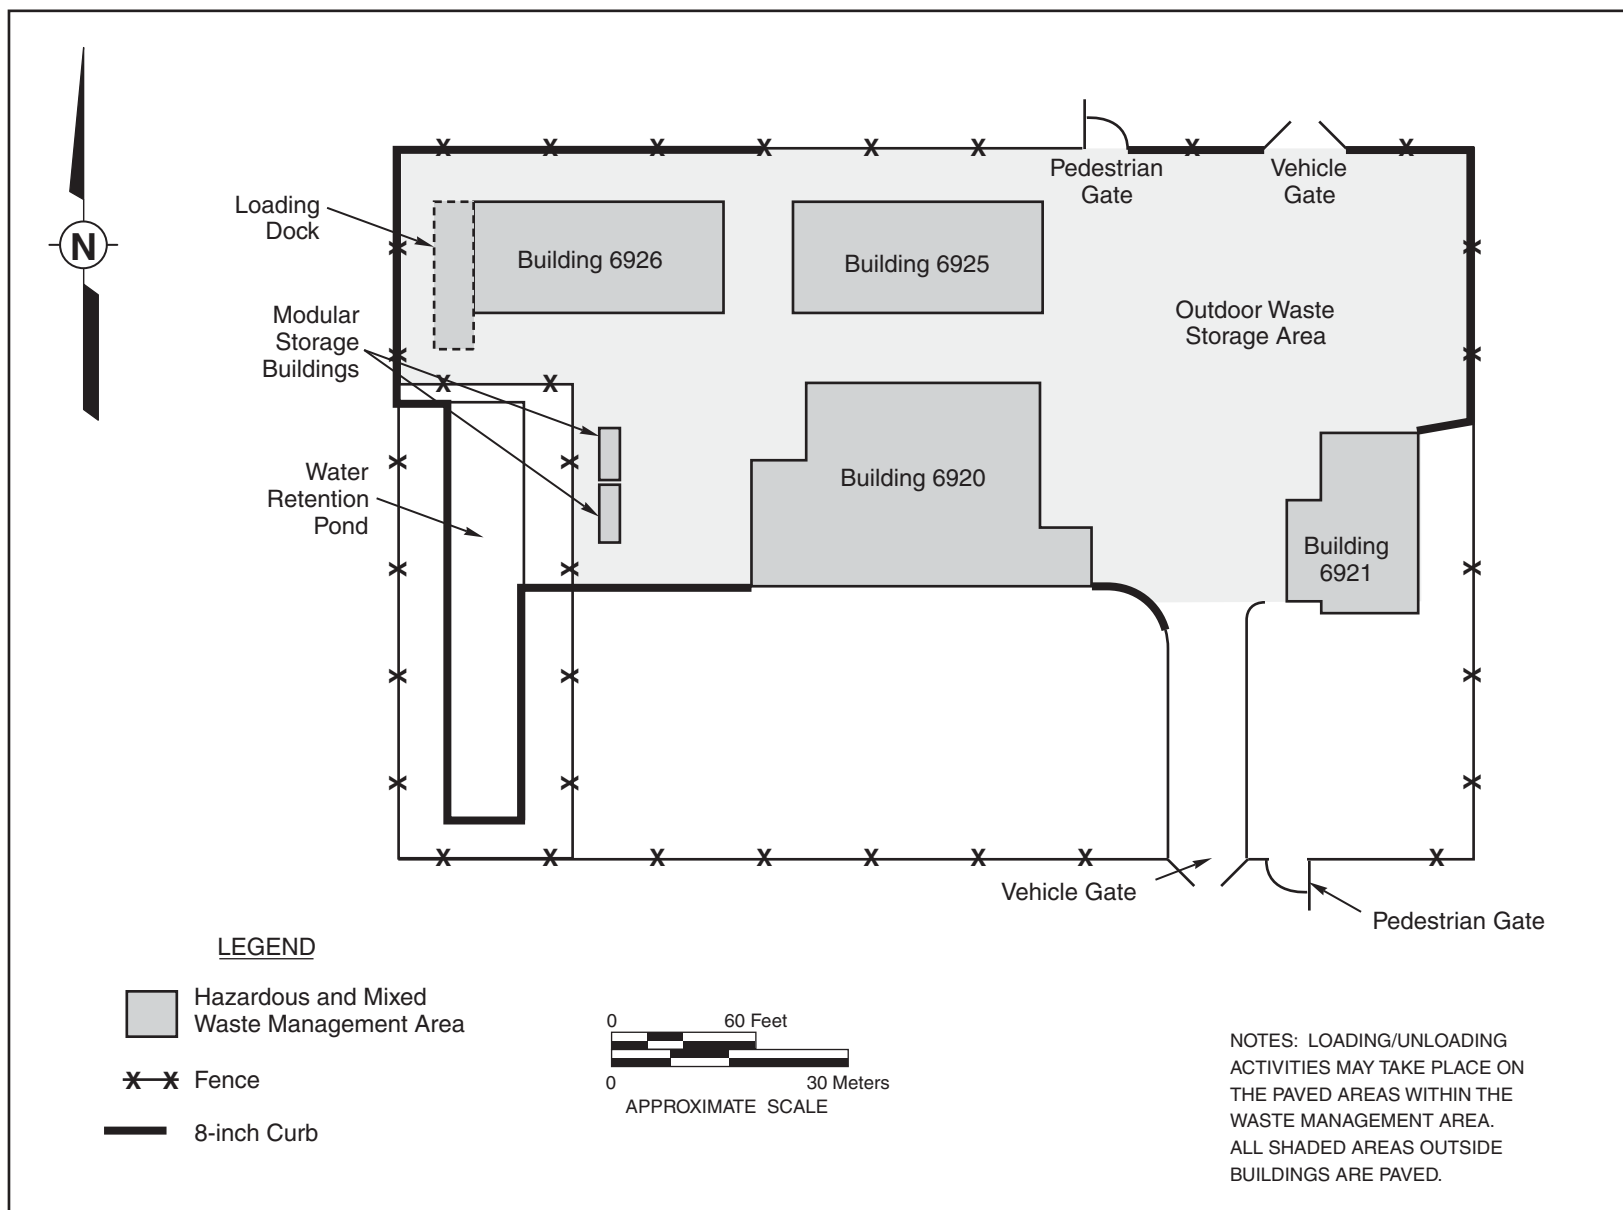 Pedestrian
Gate
Vehicle
Gate
Loading
Dock
N
Building 6926
Building 6925
Modular
Storage
Buildings
Outdoor Waste
Storage Area
Water
Retention
Pond
Building 6920
Building
6921
Vehicle Gate
Pedestrian Gate
LEGEND
Hazardous and Mixed
Waste Management Area
Fence
8-inch Curb
0 60 Feet
0 30 Meters
APPROXIMATE SCALE
NOTES: LOADING/UNLOADING
ACTIVITIES MAY TAKE PLACE ON
THE PAVED AREAS WITHIN THE
WASTE MANAGEMENT AREA.
ALL SHADED AREAS OUTSIDE
BUILDINGS ARE PAVED.